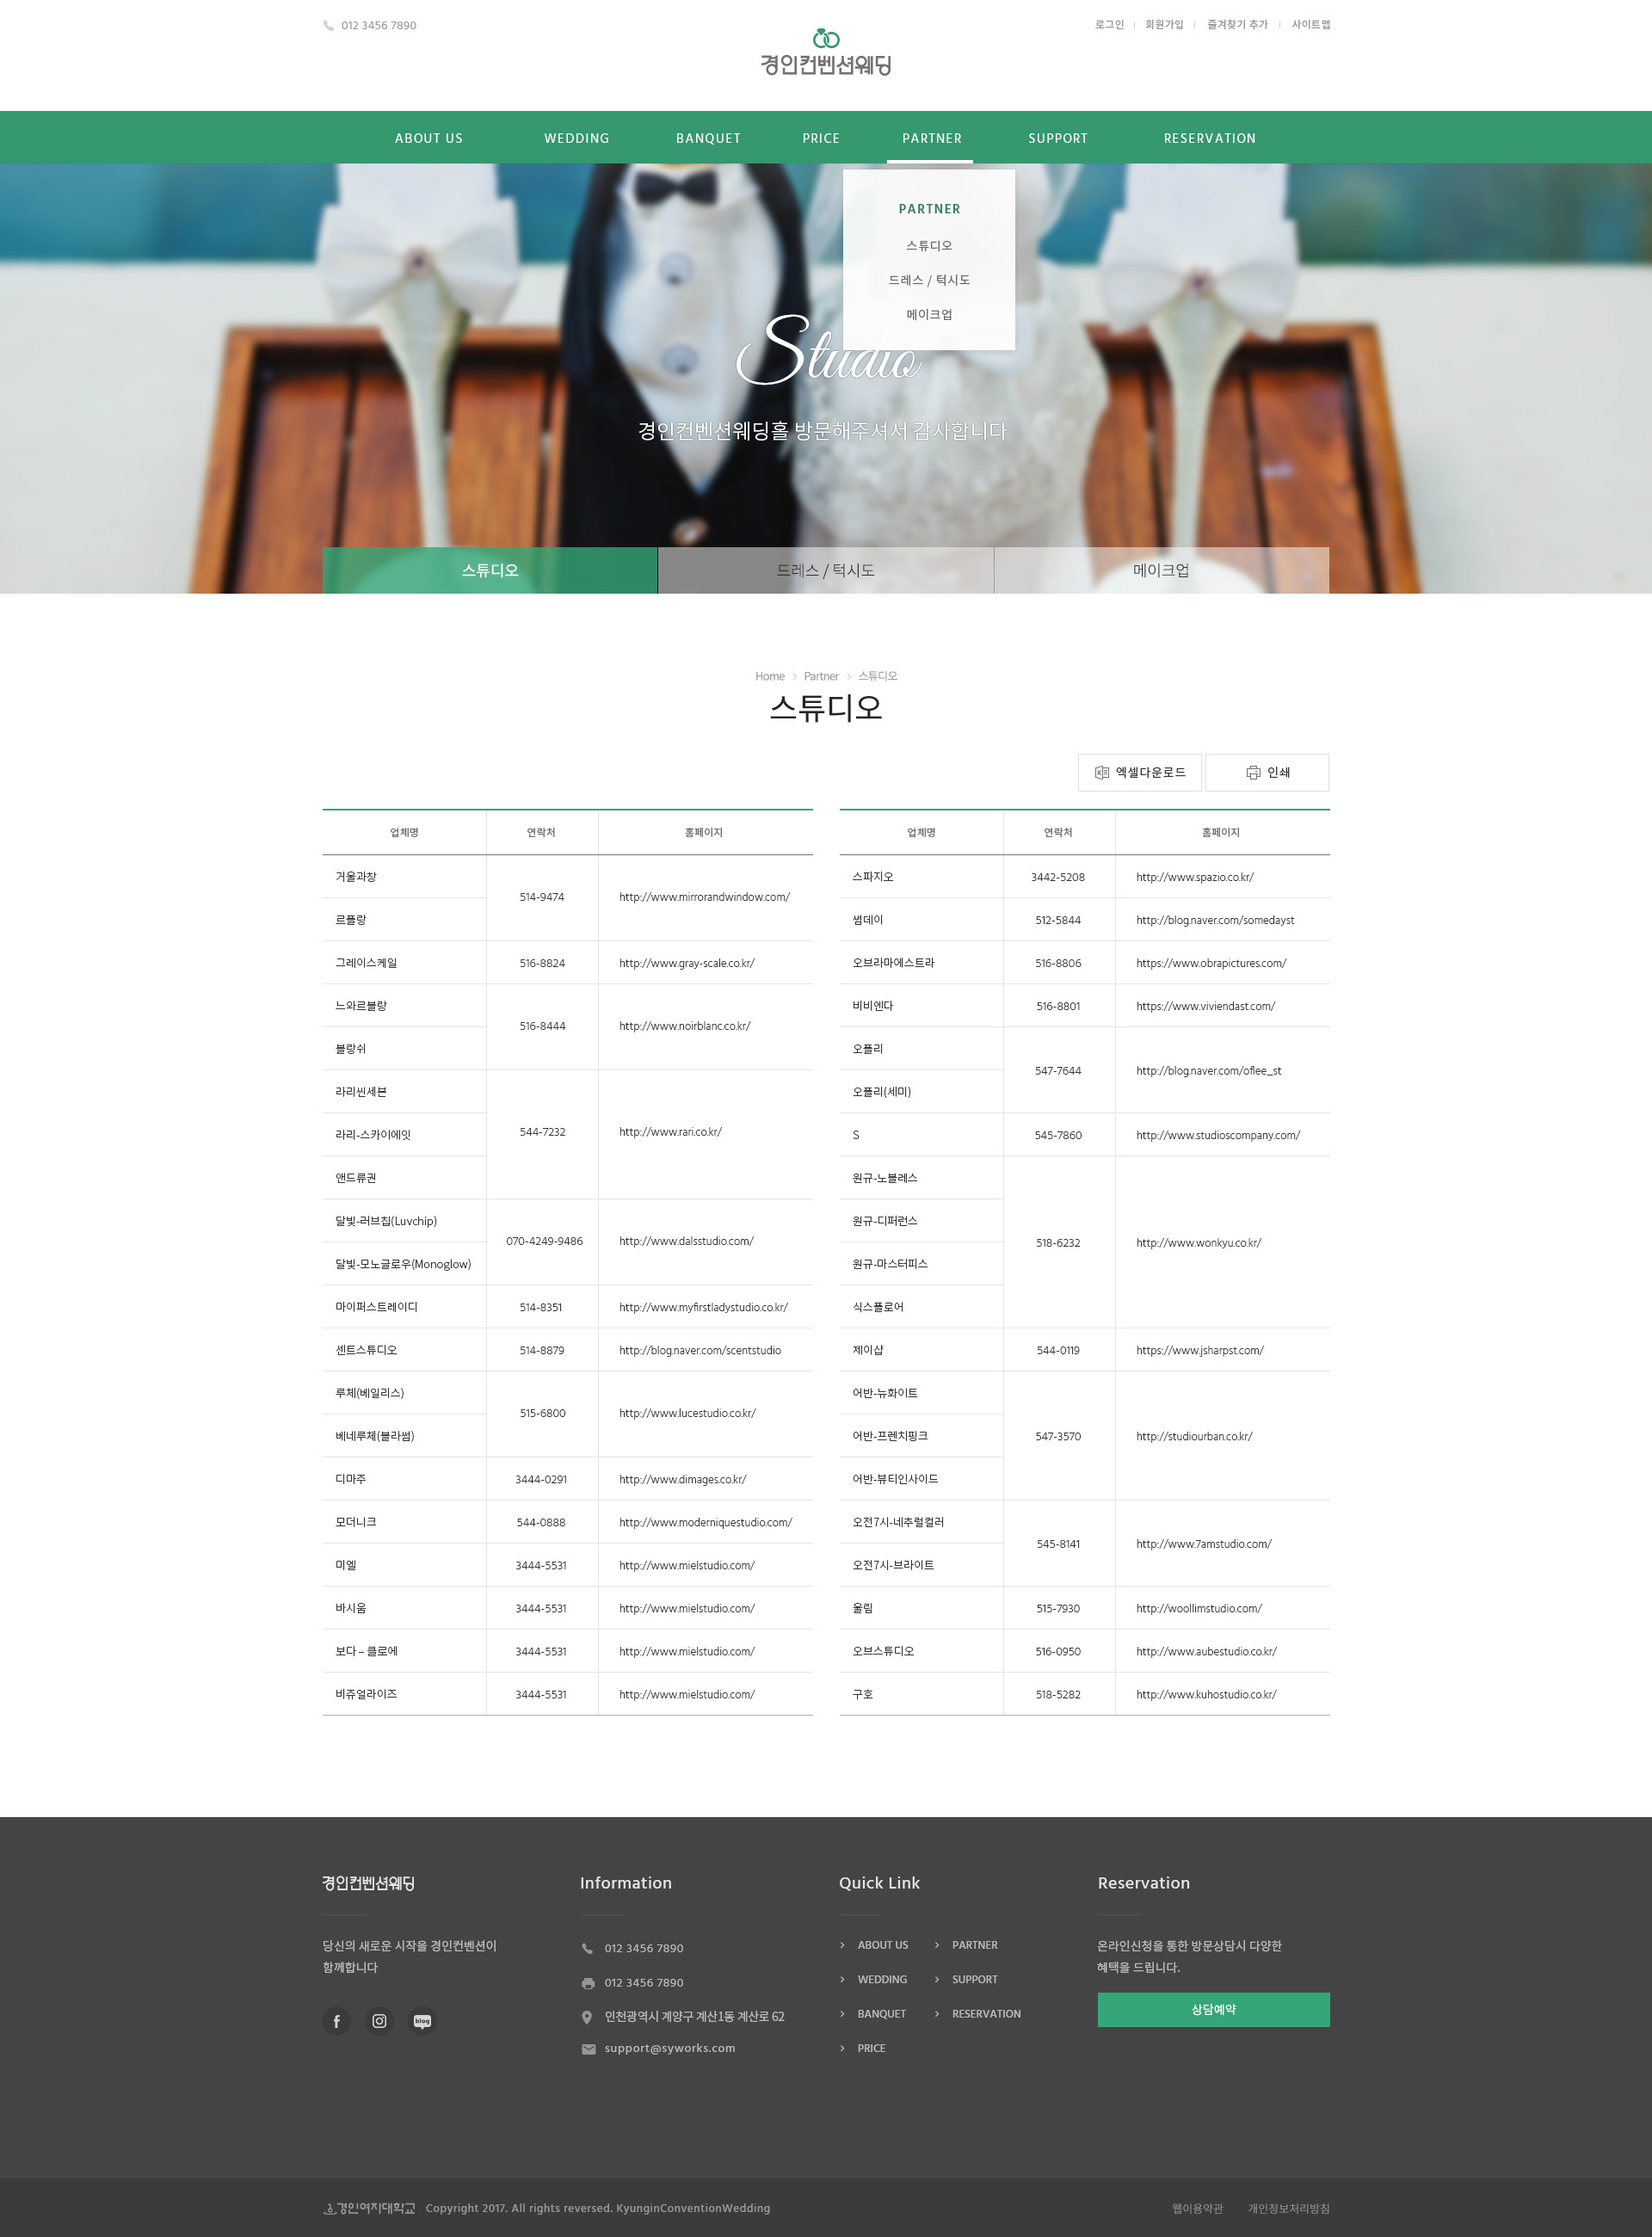 012 3456 7890
로그인
회원가입
즐겨찾기 추가
사이트맵
경인컨벤션웨딩
ABOUT US
WEDDING
BANQUET
PRICE
PARTNER
SUPPORT
RESERVATION
PARTNER
스튜디오
드레스 / 턱시도
메이크업
Studio
경인컨벤션웨딩홀 방문해주셔서 감사합니다
스튜디오
드레스 / 턱시도
메이크업
Home > Partner > 스튜디오
스튜디오
엑셀다운로드
인쇄
업체명 연락처 홈페이지
거울과창
514-9474 http://www.mirrorandwindow.com/
르플랑
그레이스케일 516-8824 http://www.gray-scale.co.kr/
느와르블랑
516-8444 http://www.noirblanc.co.kr/
블랑쉬
라리씬세븐
라리-스카이에잇 544-7232 http://www.rari.co.kr/
앤드류권
달빛-러브칩(Luvchip)
070-4249-9486 http://www.dalsstudio.com/
달빛-모노글로우(Monoglow)
마이퍼스트레이디 514-8351 http://www.myfirstladystudio.co.kr/
센트스튜디오 514-8879 http://blog.naver.com/scentstudio
루체(베일리스)
515-6800 http://www.lucestudio.co.kr/
베네루체(블라썸)
디마주 3444-0291 http://www.dimages.co.kr/
모더니크 544-0888 http://www.moderniquestudio.com/
미엘 3444-5531 http://www.mielstudio.com/
바시움 3444-5531 http://www.mielstudio.com/
보다 – 클로에 3444-5531 http://www.mielstudio.com/
비쥬얼라이즈 3444-5531 http://www.mielstudio.com/
업체명 연락처 홈페이지
스파지오 3442-5208 http://www.spazio.co.kr/
썸데이 512-5844 http://blog.naver.com/somedayst
오브라마에스트라 516-8806 https://www.obrapictures.com/
비비엔다 516-8801 https://www.viviendast.com/
오플리
547-7644 http://blog.naver.com/oflee_st
오플리(세미)
S 545-7860 http://www.studioscompany.com/
원규-노블레스
원규-디퍼런스
518-6232 http://www.wonkyu.co.kr/
원규-마스터피스
식스플로어
제이샵 544-0119 https://www.jsharpst.com/
어반-뉴화이트
어반-프렌치핑크 547-3570 http://studiourban.co.kr/
어반-뷰티인사이드
오전7시-네추럴컬러
545-8141 http://www.7amstudio.com/
오전7시-브라이트
울림 515-7930 http://woollimstudio.com/
오브스튜디오 516-0950 http://www.aubestudio.co.kr/
구호 518-5282 http://www.kuhostudio.co.kr/
경인컨벤션웨딩
당신의 새로운 시작을 경인컨벤션이
함께합니다
f
blog
Information
012 3456 7890
012 3456 7890
인천광역시 계양구 계산1동 계산로 62
support@syworks.com
Quick Link
ABOUT US
PARTNER
WEDDING
SUPPORT
BANQUET
RESERVATION
PRICE
Reservation
온라인신청을 통한 방문상담시 다양한
혜택을 드립니다.
상담예약
경인여자대학교
Copyright 2017. All rights reversed. KyunginConventionWedding
웹이용약관
개인정보처리방침